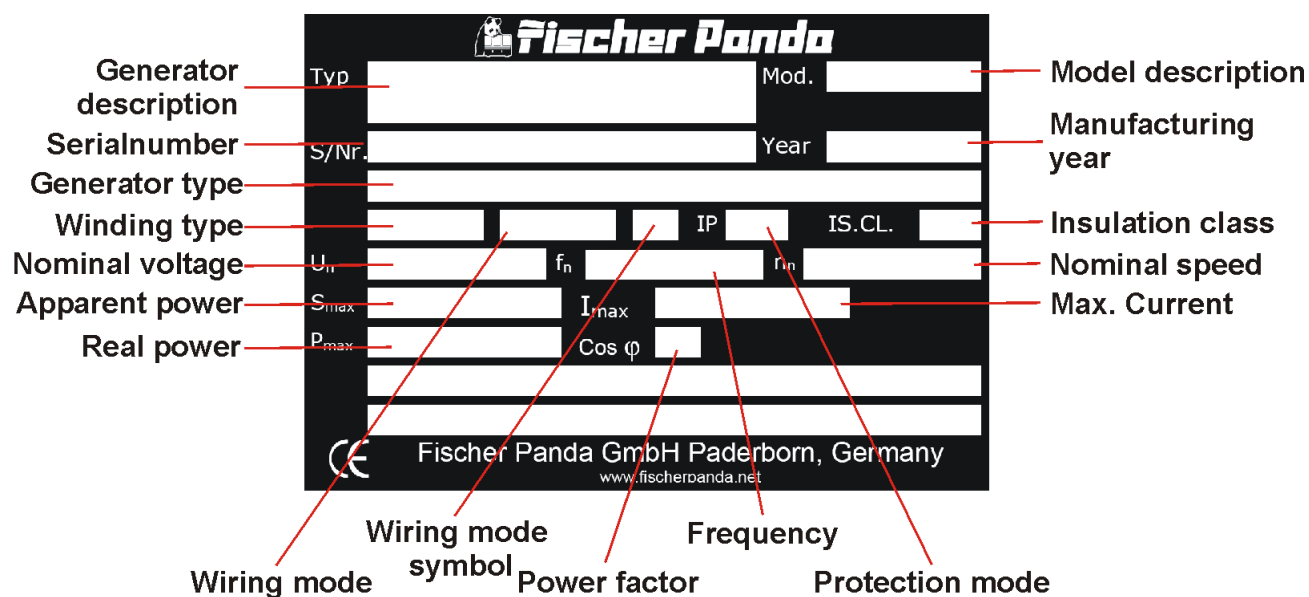 Fischer Panda
Generator description
Typ
Mod.
Model description
Serialnumber
S/Nr.
Year
Manufacturing year
Generator type
Winding type
IP
IS.CL.
Insulation class
Nominal voltage
Un
fn
nn
Nominal speed
Apparent power
Smax
Imax
Max. Current
Real power
Pmax
Cos φ
CE
Fischer Panda GmbH Paderborn, Germany
www.fischerpanda.net
Wiring mode symbol
Frequency
Wiring mode
Power factor
Protection mode